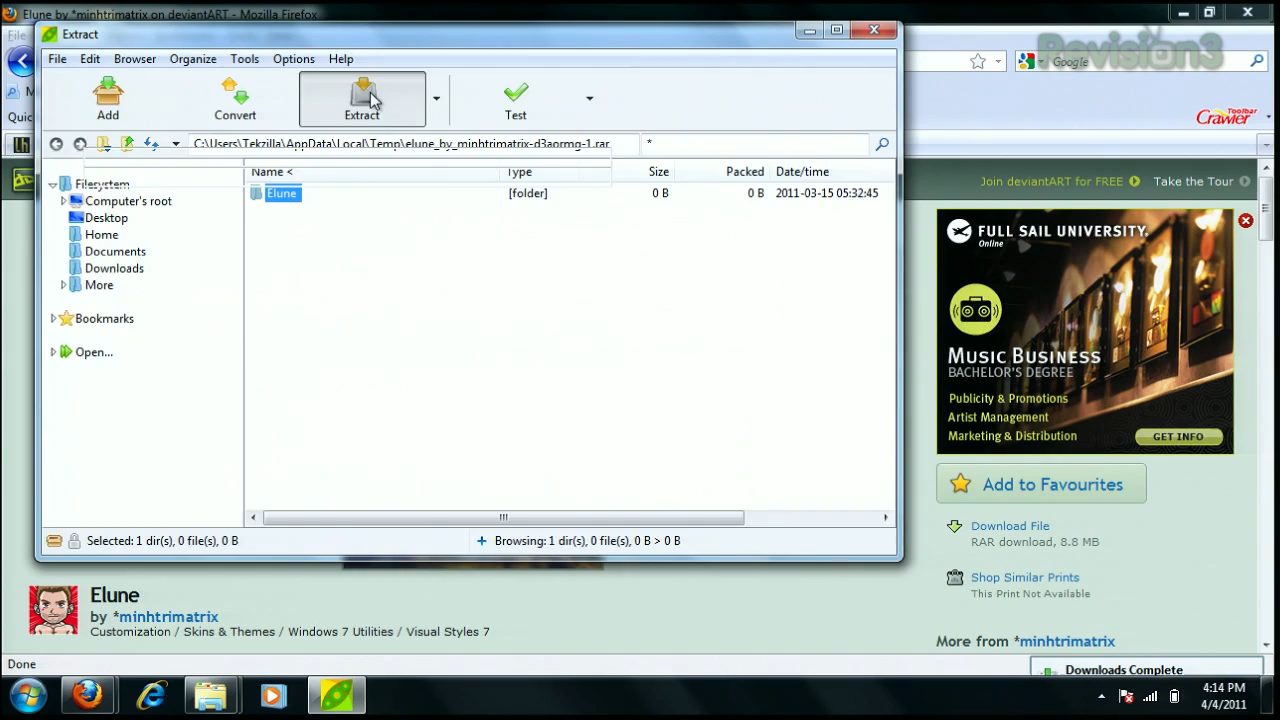 Elune by *minhtrimatrix on deviantART - Mozilla Firefox
Extract
Revision3
File
Edit
Browser
Organize
Tools
Options
Help
Google
Add
Convert
Extract
Test
Toolbar
Crawler
C:\Users\Tekzilla\AppData\Local\Temp\elune_by_minhtrimatrix-d3aormg-1.rar
*
Filesystem
Computer's root
Desktop
Home
Documents
Downloads
More
Bookmarks
Open...
Name <
Type
Size
Packed
Date/time
Elune
[folder]
0 B
0 B
2011-03-15 05:32:45
Selected: 1 dir(s), 0 file(s), 0 B
Browsing: 1 dir(s), 0 file(s), 0 B > 0 B
Join deviantART for FREE
Take the Tour
FULL SAIL UNIVERSITY.
Online
MUSIC BUSINESS
BACHELOR'S DEGREE
Publicity & Promotions
Artist Management
Marketing & Distribution
GET INFO
Add to Favourites
Download File
RAR download, 8.8 MB
Shop Similar Prints
This Print Not Available
More from *minhtrimatrix
Elune
by *minhtrimatrix
Customization / Skins & Themes / Windows 7 Utilities / Visual Styles 7
Done
Downloads Complete
4:14 PM
4/4/2011